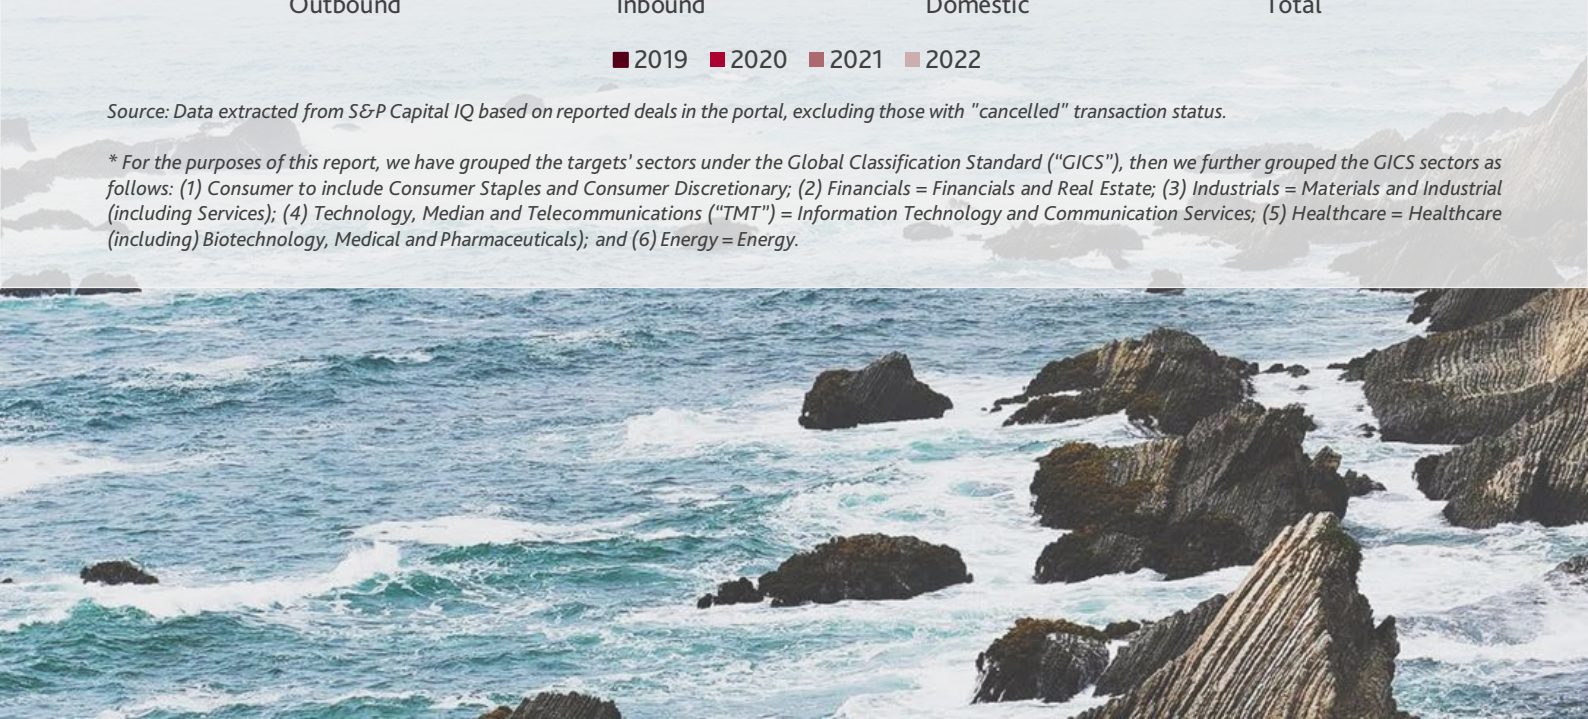 Outbound Inbound Domestic Total
2019 2020 2021 2022
Source: Data extracted from S&P Capital IQ based on reported deals in the portal, excluding those with "cancelled" transaction status.
* For the purposes of this report, we have grouped the targets' sectors under the Global Classification Standard (“GICS”), then we further grouped the GICS sectors as
follows: (1) Consumer to include Consumer Staples and Consumer Discretionary; (2) Financials = Financials and Real Estate; (3) Industrials = Materials and Industrial
(including Services); (4) Technology, Median and Telecommunications (“TMT”) = Information Technology and Communication Services; (5) Healthcare = Healthcare
(including) Biotechnology, Medical and Pharmaceuticals); and (6) Energy = Energy.